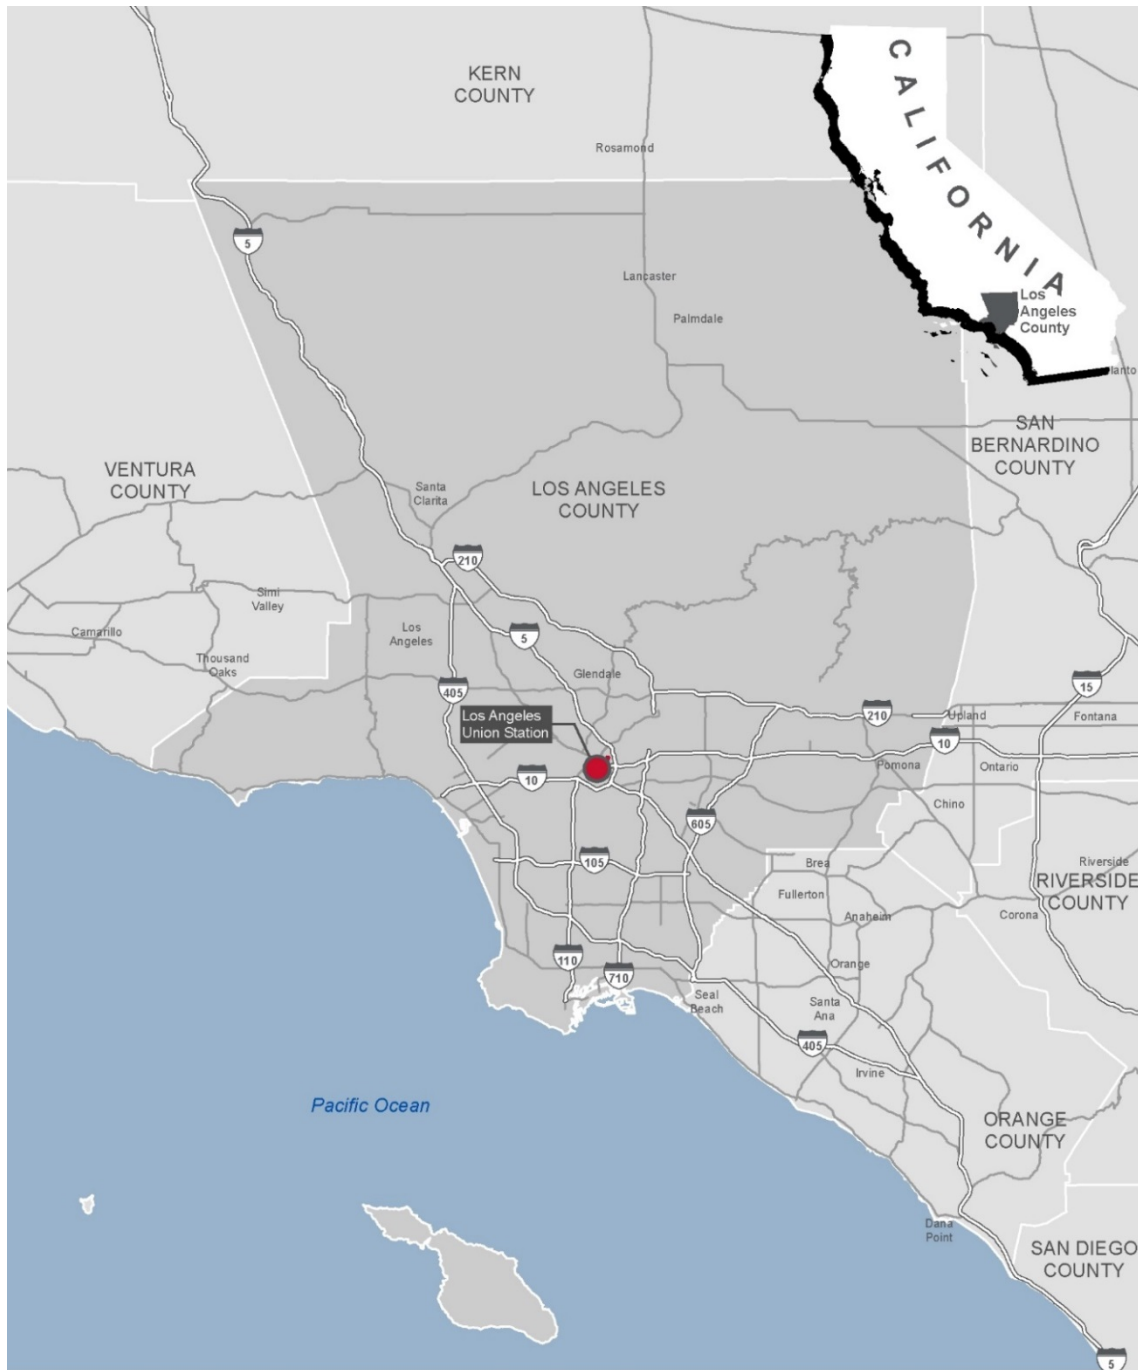 KERN
COUNTY
CALIFORNIA
Rosamond
5
Lancaster
Los
Angeles
County
Palmdale
SAN
BERNARDINO
COUNTY
VENTURA
COUNTY
Santa
Clarita
LOS ANGELES
COUNTY
210
Simi
Valley
Camarillo
Los
Angeles
5
Thousand
Oaks
Glendale
405
15
Los Angeles
Union Station
210
Upland
Fontana
10
Pomona
Ontario
10
Chino
605
105
Brea
Riverside
RIVERSIDE
COUNTY
Fullerton
Anaheim
Corona
110
710
Orange
Seal
Beach
Santa
Ana
405
Irvine
Pacific Ocean
ORANGE
COUNTY
Dana
Point
SAN DIEGO
COUNTY
5